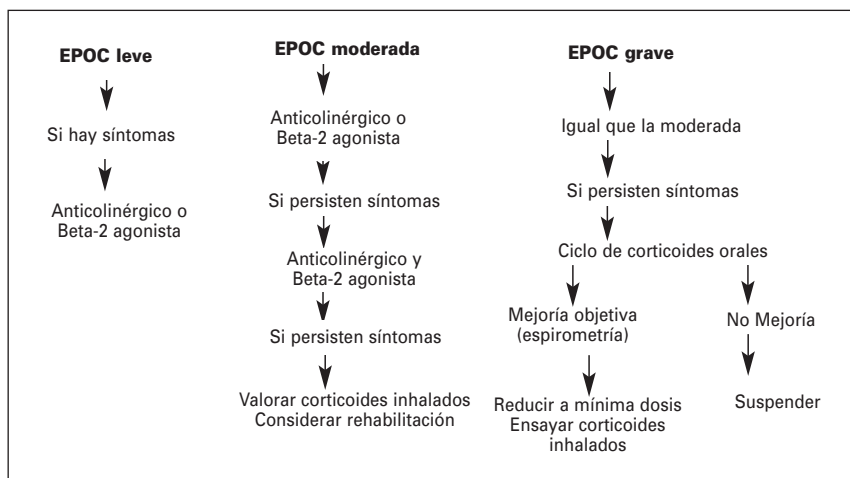 EPOC leve
Si hay síntomas
Anticolinérgico o
Beta-2 agonista
EPOC moderada
Anticolinérgico o
Beta-2 agonista
Si persisten síntomas
Anticolinérgico y
Beta-2 agonista
Si persisten síntomas
Valorar corticoides inhalados
Considerar rehabilitación
EPOC grave
Igual que la moderada
Si persisten síntomas
Ciclo de corticoides orales
Mejoría objetiva
(espirometría)
Reducir a mínima dosis
Ensayar corticoides
inhalados
No Mejoría
Suspender